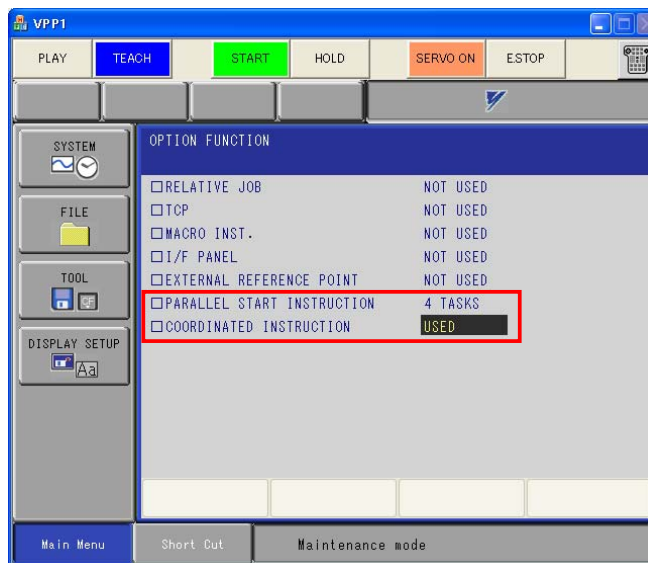 VPP1
PLAY TEACH START HOLD SERVO ON E.STOP
SYSTEM
FILE
TOOL
DISPLAY SETUP
OPTION FUNCTION
□RELATIVE JOB NOT USED
□TCP NOT USED
□MACRO INST. NOT USED
□I/F PANEL NOT USED
□EXTERNAL REFERENCE POINT NOT USED
□PARALLEL START INSTRUCTION 4 TASKS
□COORDINATED INSTRUCTION USED
Main Menu Short Cut Maintenance mode